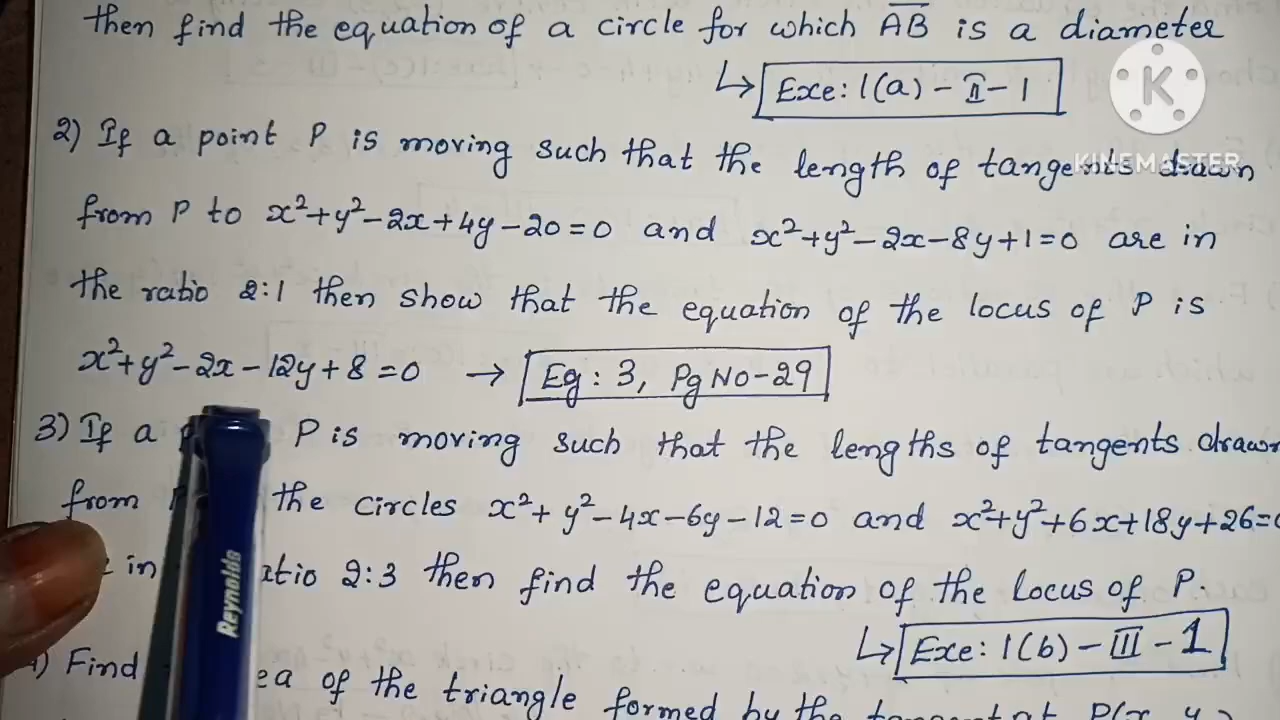 then find the equation of a circle for which A̅B̅ is a diameter
↳ Exe: 1(a) - II - 1
K
KINEMASTER
2) If a point P is moving such that the length of tangents drawn
from P to x²+y²-2x+4y-20=0 and x²+y²-2x-8y+1=0 are in
the ratio 2:1 then show that the equation of the locus of P is
x²+y²-2x-12y+8=0 → Eg: 3, Pg No-29
3) If a P is moving such that the lengths of tangents drawn
from the circles x²+y²-4x-6y-12=0 and x²+y²+6x+18y+26=0
in 2:3 then find the equation of the locus of P.
↳ Exe: 1(b) - III - 1
Reynolds
Find of the triangle formed by the tangent at P(x y)